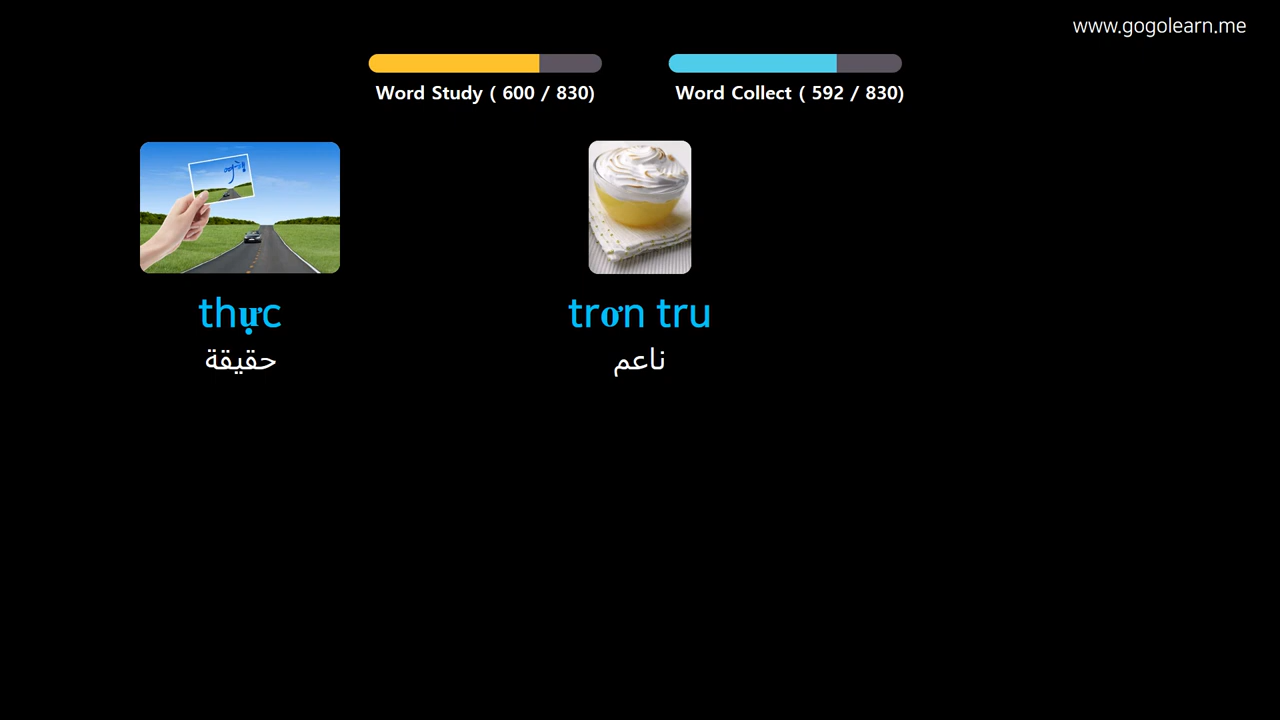 www.gogolearn.me
Word Study ( 600 / 830)
Word Collect ( 592 / 830)
thực
حقيقة
trơn tru
ناعم